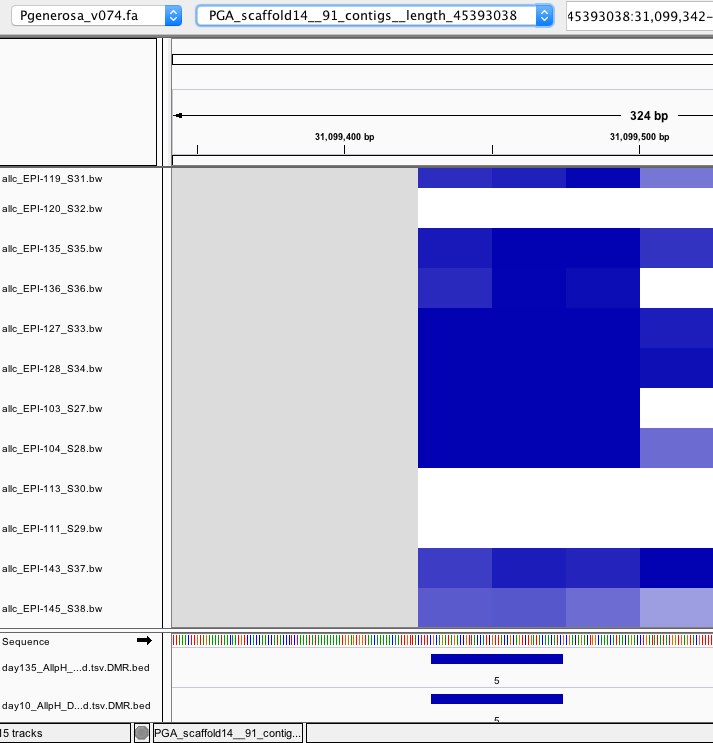 Pgenerosa_v074.fa PGA_scaffold14__91_contigs__length_45393038 45393038:31,099,342-
324 bp
31,099,400 bp 31,099,500 bp
allc_EPI-119_S31.bw
allc_EPI-120_S32.bw
allc_EPI-135_S35.bw
allc_EPI-136_S36.bw
allc_EPI-127_S33.bw
allc_EPI-128_S34.bw
allc_EPI-103_S27.bw
allc_EPI-104_S28.bw
allc_EPI-113_S30.bw
allc_EPI-111_S29.bw
allc_EPI-143_S37.bw
allc_EPI-145_S38.bw
Sequence
day135_AllpH_...d.tsv.DMR.bed
5
day10_AllpH_D...d.tsv.DMR.bed
5
15 tracks PGA_scaffold14__91_contig...